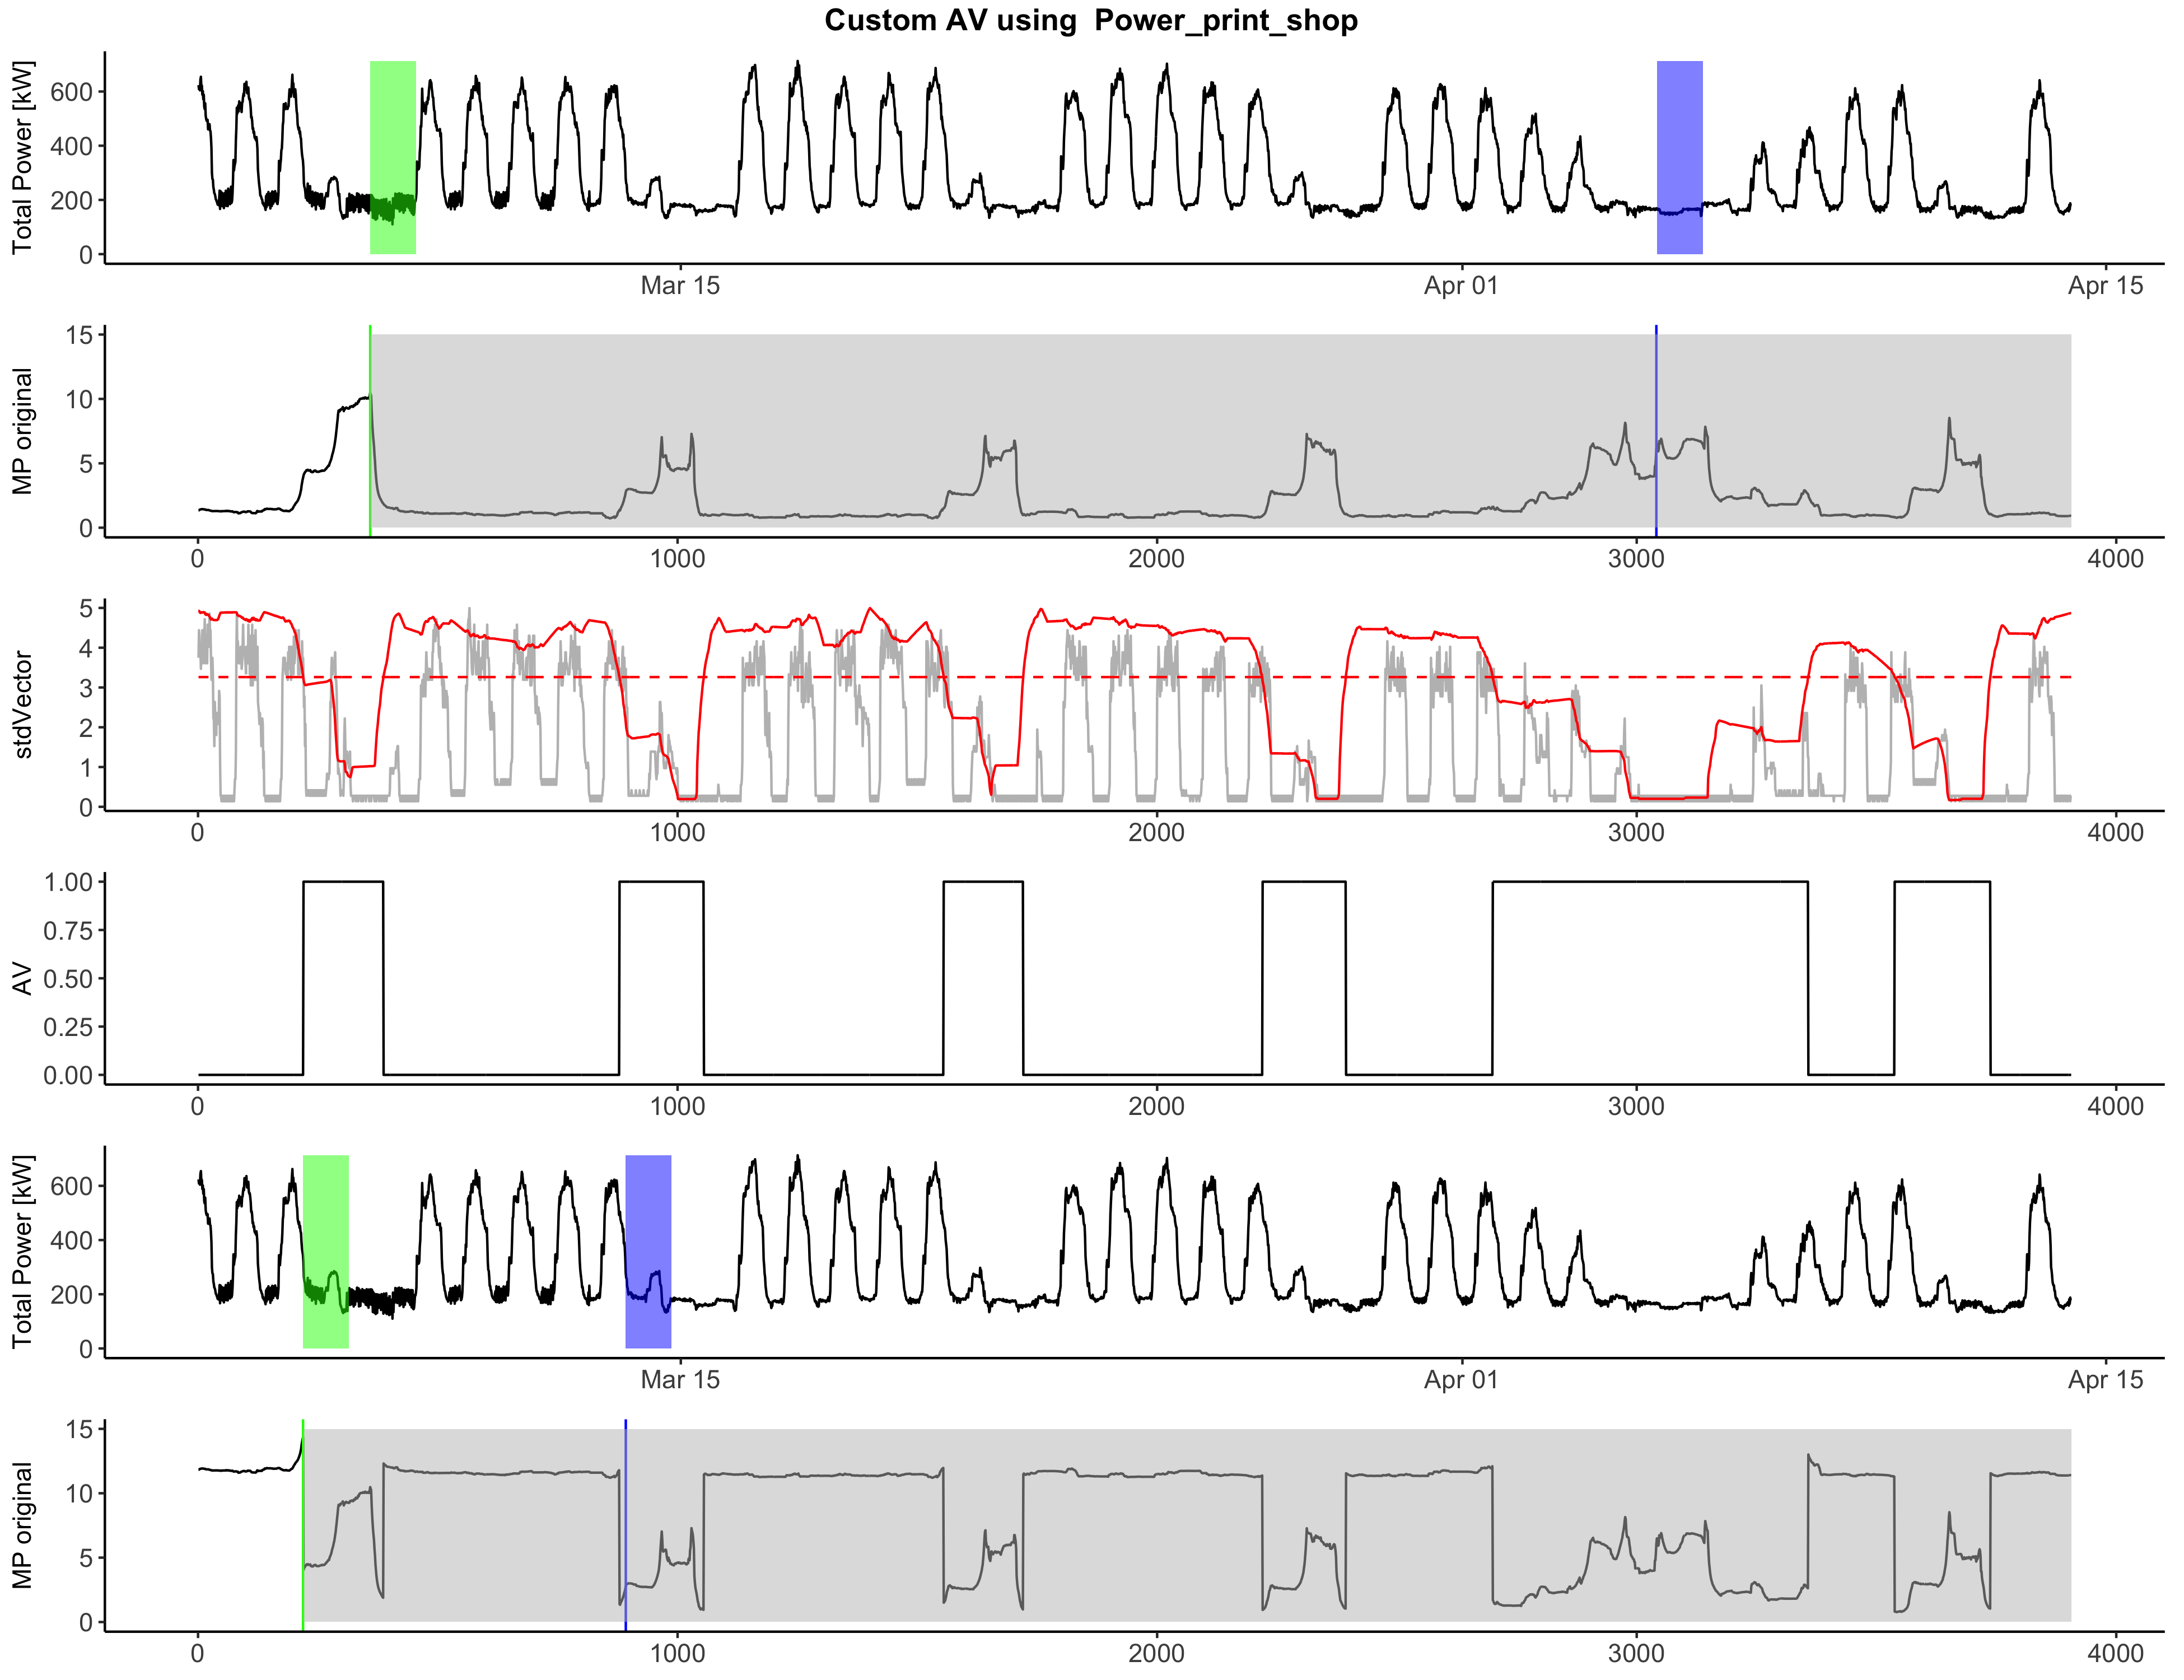 Custom AV using  Power_print_shop
Total Power [kW]
600
400
200
0
Mar 15 Apr 01 Apr 15
MP original
15
10
5
0
0 1000 2000 3000 4000
stdVector
5
4
3
2
1
0
0 1000 2000 3000 4000
AV
1.00
0.75
0.50
0.25
0.00
0 1000 2000 3000 4000
Total Power [kW]
600
400
200
0
Mar 15 Apr 01 Apr 15
MP original
15
10
5
0
0 1000 2000 3000 4000